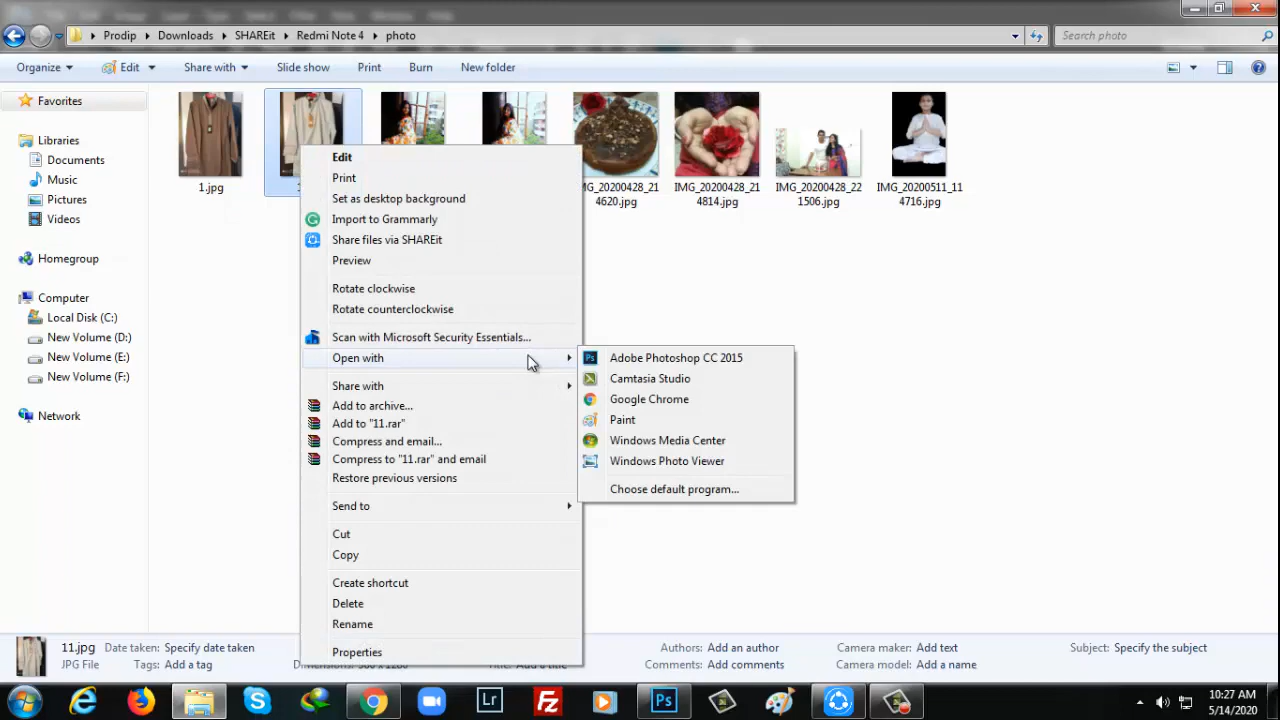 Prodip
Downloads
SHAREit
Redmi Note 4
photo
Search photo
Organize
Edit
Share with
Slide show
Print
Burn
New folder
Favorites
Libraries
Documents
Music
Pictures
Videos
Homegroup
Computer
Local Disk (C:)
New Volume (D:)
New Volume (E:)
New Volume (F:)
Network
1.jpg
IMG_20200428_21
4814.jpg
IMG_20200428_22
1506.jpg
IMG_20200511_11
4716.jpg
MG_20200428_2
4620.jpg
Edit
Print
Set as desktop background
Import to Grammarly
Share files via SHAREit
Preview
Rotate clockwise
Rotate counterclockwise
Scan with Microsoft Security Essentials...
Open with
Share with
Add to archive...
Add to "11.rar"
Compress and email...
Compress to "11.rar" and email
Restore previous versions
Send to
Cut
Copy
Create shortcut
Delete
Rename
Properties
Ps Adobe Photoshop CC 2015
Camtasia Studio
Google Chrome
Paint
Windows Media Center
Windows Photo Viewer
Choose default program...
11.jpg Date taken: Specify date taken
JPG File Tags: Add a tag
Authors: Add an author
Comments: Add comments
Camera maker: Add text
Camera model: Add a name
Subject: Specify the subject
Lr
Fz
Ps
10:27 AM
5/14/2020